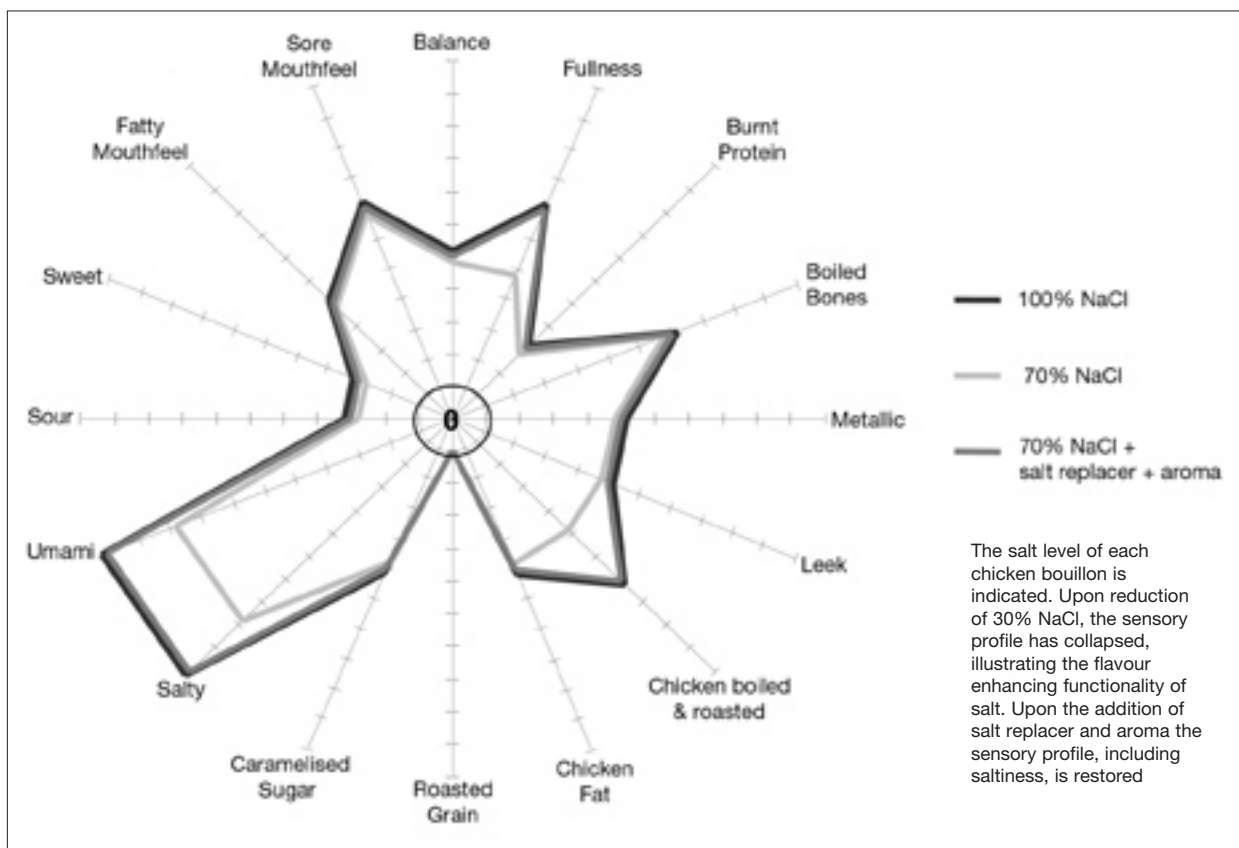 Balance
Sore
Mouthfeel
Fullness
Fatty
Mouthfeel
Burnt
Protein
Sweet
Boiled
Bones
Sour
0
Metallic
Umami
Leek
Salty
Chicken boiled
& roasted
Caramelised
Sugar
Chicken
Fat
Roasted
Grain
100% NaCl
70% NaCl
70% NaCl +
salt replacer + aroma
The salt level of each
chicken bouillon is
indicated. Upon reduction
of 30% NaCl, the sensory
profile has collapsed,
illustrating the flavour
enhancing functionality of
salt. Upon the addition of
salt replacer and aroma the
sensory profile, including
saltiness, is restored